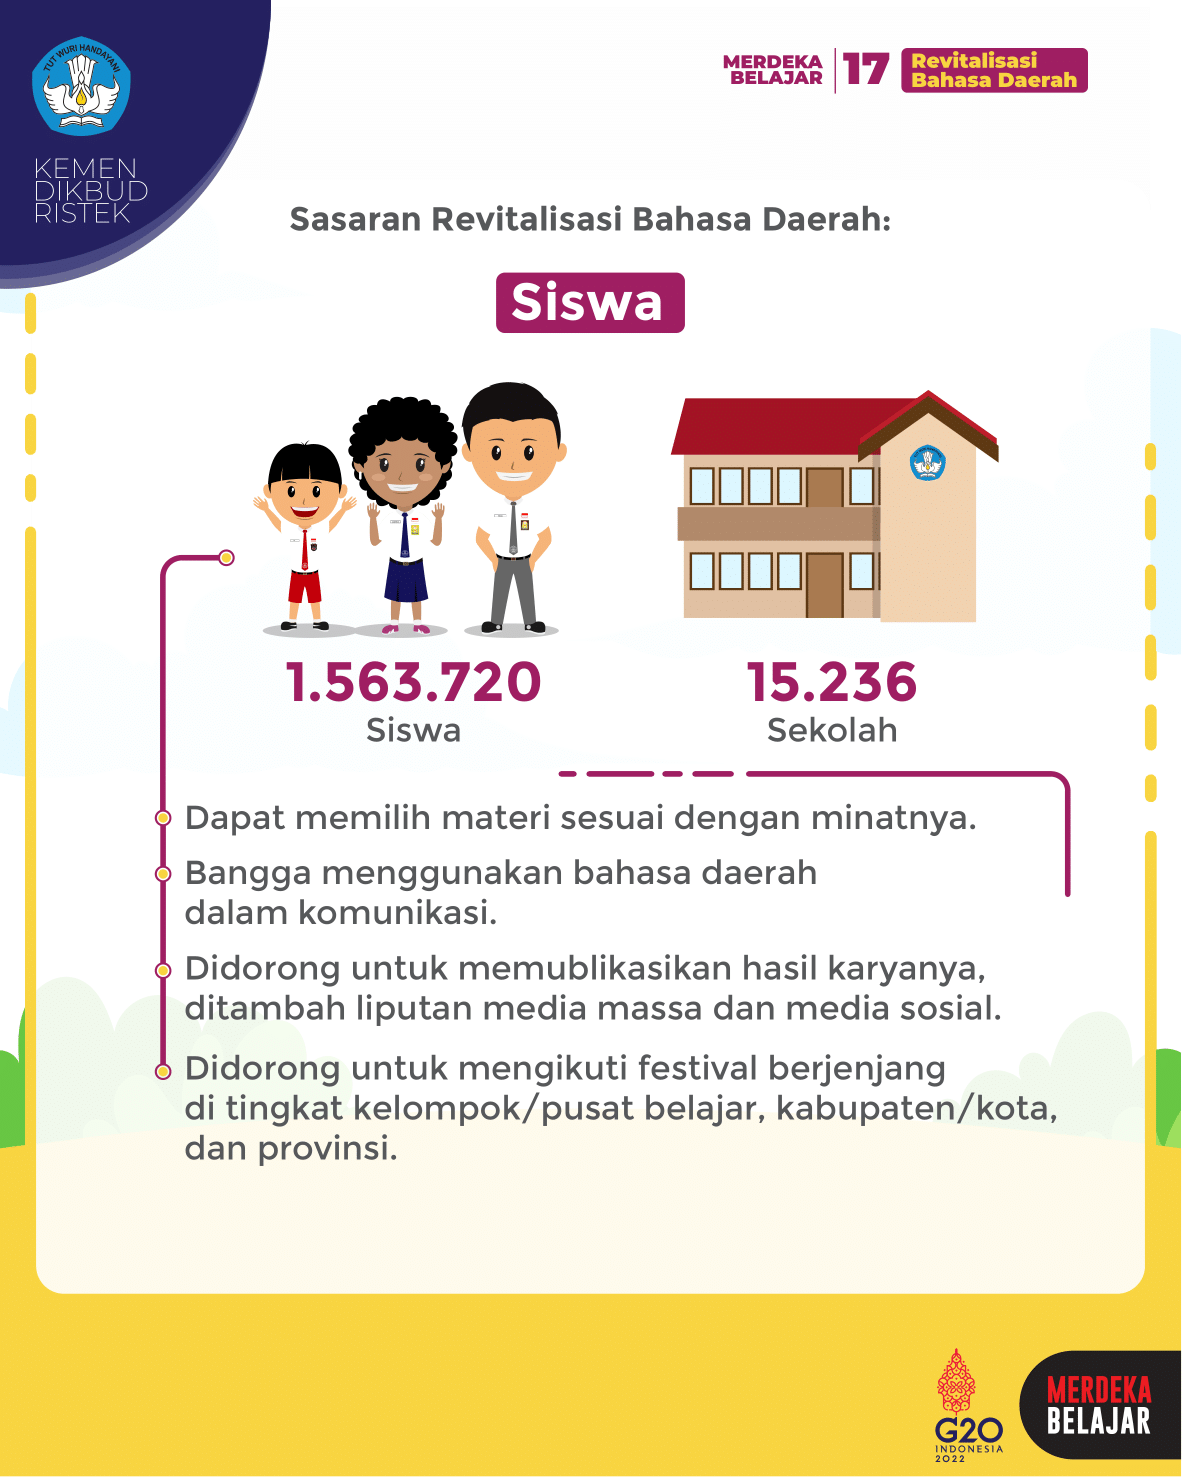 TUT WURI HANDAYANI
KEMEN
DIKBUD
RISTEK
MERDEKA
BELAJAR
17
Revitalisasi
Bahasa Daerah
Sasaran Revitalisasi Bahasa Daerah:
Siswa
1.563.720
Siswa
15.236
Sekolah
Dapat memilih materi sesuai dengan minatnya.
Bangga menggunakan bahasa daerah
dalam komunikasi.
Didorong untuk memublikasikan hasil karyanya,
ditambah liputan media massa dan media sosial.
Didorong untuk mengikuti festival berjenjang
di tingkat kelompok/pusat belajar, kabupaten/kota,
dan provinsi.
G20
INDONESIA
2022
MERDEKA
BELAJAR